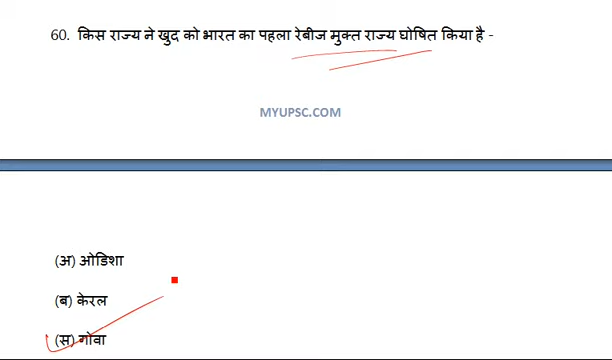 60. किस राज्य ने खुद को भारत का पहला रेबीज मुक्त राज्य घोषित किया है -
MYUPSC.COM
(अ) ओडिशा
(ब) केरल
(स) गोवा